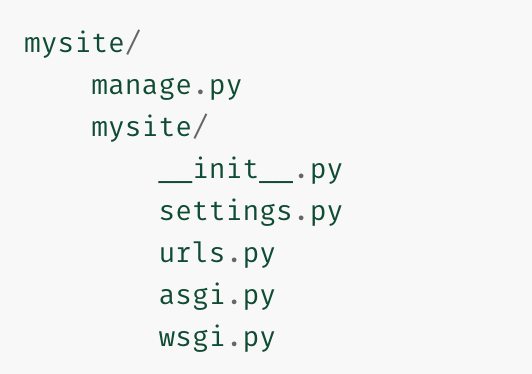 mysite/
    manage.py
    mysite/
        __init__.py
        settings.py
        urls.py
        asgi.py
        wsgi.py